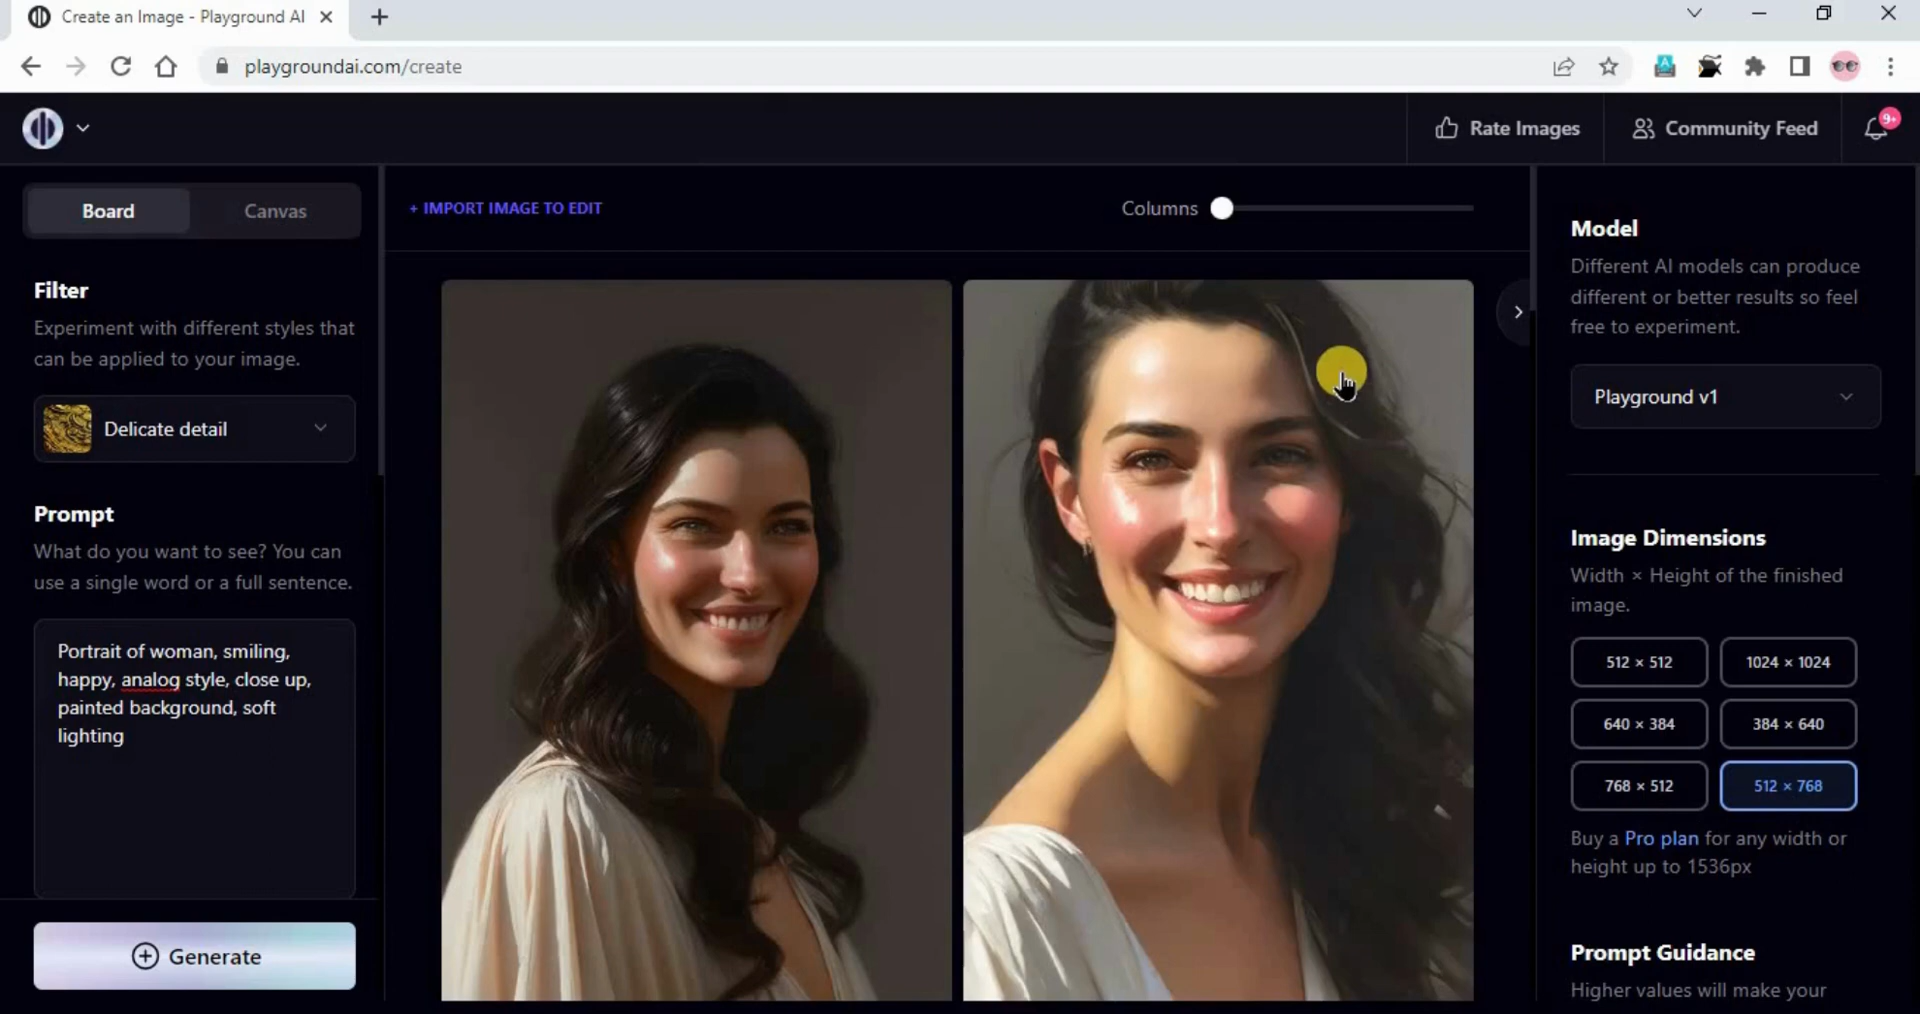 Create an Image - Playground AI
playgroundai.com/create
Rate Images
Community Feed
9+
Board
Canvas
+ IMPORT IMAGE TO EDIT
Columns
Filter
Experiment with different styles that
can be applied to your image.
Delicate detail
Prompt
What do you want to see? You can
use a single word or a full sentence.
Portrait of woman, smiling,
happy, analog style, close up,
painted background, soft
lighting
Generate
Model
Different AI models can produce
different or better results so feel
free to experiment.
Playground v1
Image Dimensions
Width × Height of the finished
image.
512 × 512
1024 × 1024
640 × 384
384 × 640
768 × 512
512 × 768
Buy a Pro plan for any width or
height up to 1536px
Prompt Guidance
Higher values will make your